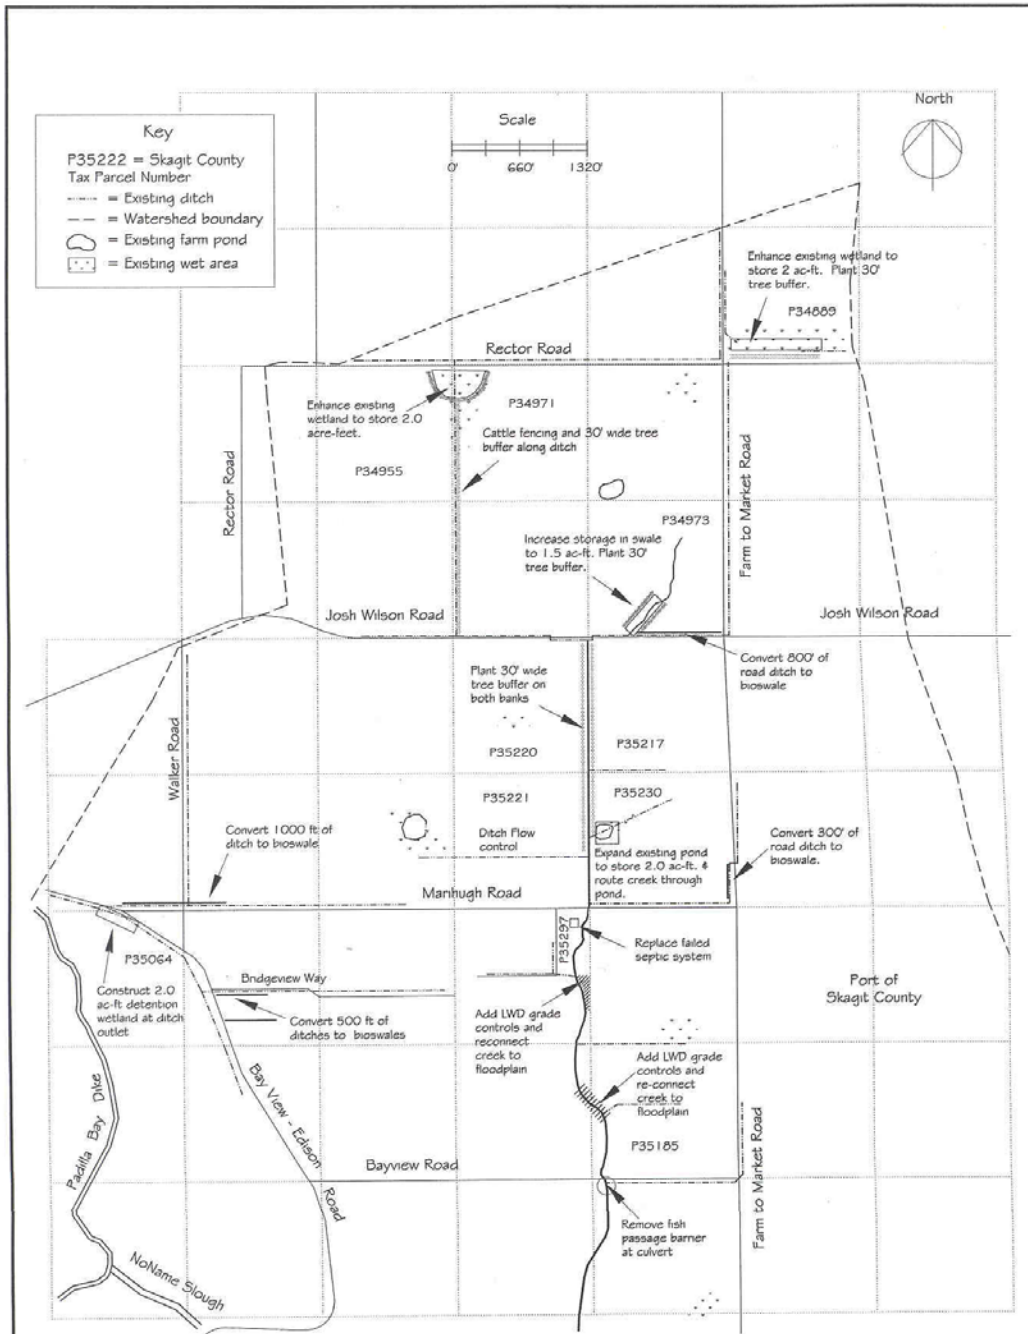 Key
P35222 = Skagit County
Tax Parcel Number
= Existing ditch
= Watershed boundary
= Existing farm pond
= Existing wet area
Scale
0' 660' 1320'
North
Enhance existing wetland to
store 2 ac-ft. Plant 30'
tree buffer.
P34889
Rector Road
Enhance existing
wetland to store 2.0
acre-feet.
P34971
Cattle fencing and 30' wide tree
buffer along ditch
P34955
Rector Road
Farm to Market Road
P34973
Increase storage in swale
to 1.5 ac-ft. Plant 30'
tree buffer.
Josh Wilson Road
Josh Wilson Road
Convert 800' of
road ditch to
bioswale
Plant 30' wide
tree buffer on
both banks
Walker Road
P35220
P35217
P35221
P35230
Convert 1000 ft of
ditch to bioswale
Ditch Flow
control
Expand existing pond
to store 2.0 ac-ft. &
route creek through
pond.
Convert 300' of
road ditch to
bioswale.
Manhugh Road
P35297
Replace failed
septic system
P35064
Construct 2.0
ac-ft detention
wetland at ditch
outlet
Bridgeview Way
Convert 500 ft of
ditches to bioswales
Add LWD grade
controls and
reconnect
creek to
floodplain
Port of
Skagit County
Add LWD grade
controls and
re-connect
creek to
floodplain
Padilla Bay Dike
Bay View - Edison
Road
P35185
Bayview Road
Farm to Market Road
Remove fish
passage barrier
at culvert
NoName Slough